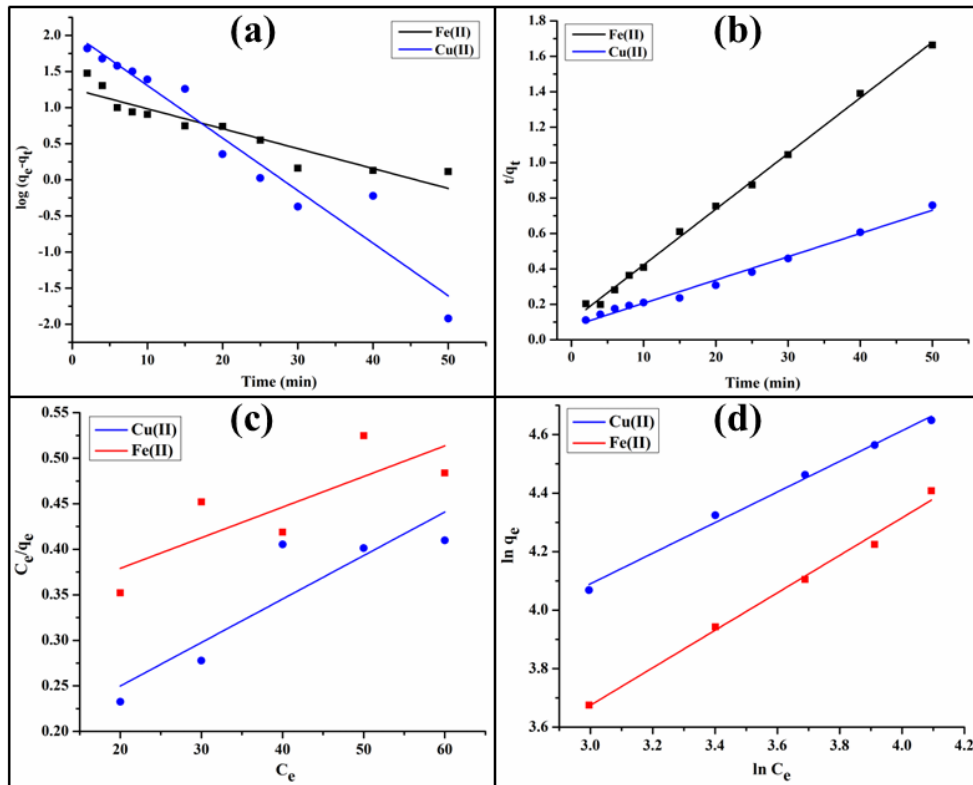 (a)
Fe(II)
Cu(II)
log (qe-qt)
2.0
1.5
1.0
0.5
0.0
-0.5
-1.0
-1.5
-2.0
0 10 20 30 40 50
Time (min)
(b)
Fe(II)
Cu(II)
t/qt
1.8
1.6
1.4
1.2
1.0
0.8
0.6
0.4
0.2
0.0
0 10 20 30 40 50
Time (min)
(c)
Cu(II)
Fe(II)
Ce/qe
0.55
0.50
0.45
0.40
0.35
0.30
0.25
0.20
20 30 40 50 60
Ce
(d)
Cu(II)
Fe(II)
ln qe
4.6
4.4
4.2
4.0
3.8
3.6
3.0 3.2 3.4 3.6 3.8 4.0 4.2
ln Ce